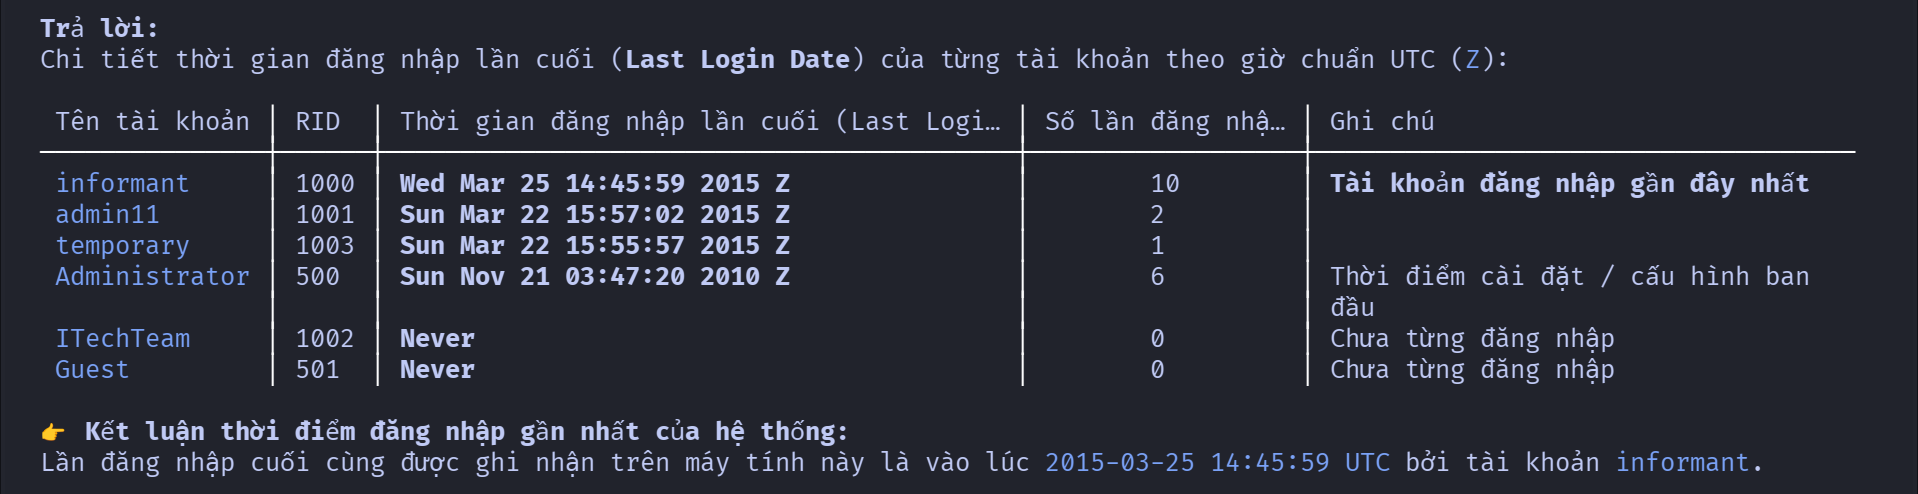 Trả lời:
Chi tiết thời gian đăng nhập lần cuối (Last Login Date) của từng tài khoản theo giờ chuẩn UTC (Z):
Tên tài khoản │ RID │ Thời gian đăng nhập lần cuối (Last Logi… │ Số lần đăng nhậ… │ Ghi chú
informant │ 1000 │ Wed Mar 25 14:45:59 2015 Z │ 10 │ Tài khoản đăng nhập gần đây nhất
admin11 │ 1001 │ Sun Mar 22 15:57:02 2015 Z │ 2 │
temporary │ 1003 │ Sun Mar 22 15:55:57 2015 Z │ 1 │
Administrator │ 500 │ Sun Nov 21 03:47:20 2010 Z │ 6 │ Thời điểm cài đặt / cấu hình ban
đầu
ITechTeam │ 1002 │ Never │ 0 │ Chưa từng đăng nhập
Guest │ 501 │ Never │ 0 │ Chưa từng đăng nhập
👉 Kết luận thời điểm đăng nhập gần nhất của hệ thống:
Lần đăng nhập cuối cùng được ghi nhận trên máy tính này là vào lúc 2015-03-25 14:45:59 UTC bởi tài khoản informant.